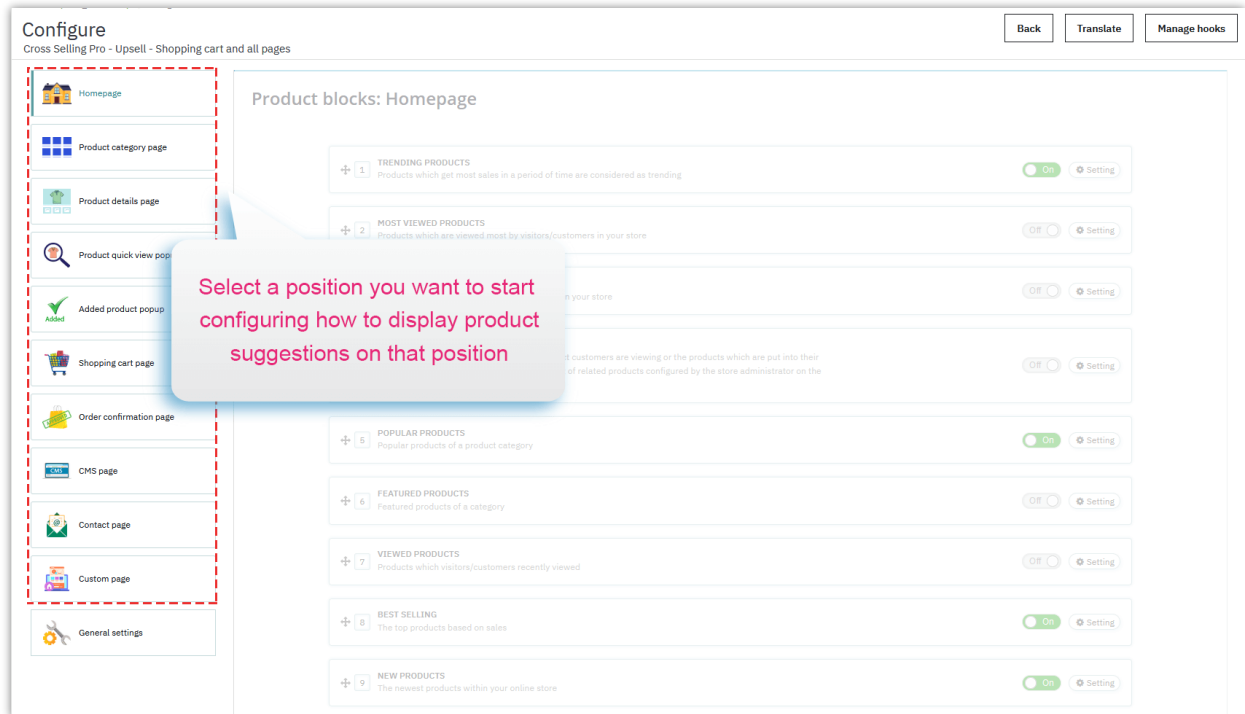 Configure
Cross Selling Pro - Upsell - Shopping cart and all pages
Back
Translate
Manage hooks
Homepage
Product category page
Product details page
Product quick view pop
Added
Added product popup
Shopping cart page
Order confirmation page
CMS
CMS page
Contact page
Custom page
General settings
Product blocks: Homepage
1
TRENDING PRODUCTS
Products which get most sales in a period of time are considered as trending
On
Setting
2
MOST VIEWED PRODUCTS
Products which are viewed most by visitors/customers in your store
Off
Setting
Select a position you want to start
configuring how to display product
suggestions on that position
n your store
Off
Setting
t customers are viewing or the products which are put into their
of related products configured by the store administrator on the
Off
Setting
5
POPULAR PRODUCTS
Popular products of a product category
On
Setting
6
FEATURED PRODUCTS
Featured products of a category
Off
Setting
7
VIEWED PRODUCTS
Products which visitors/customers recently viewed
Off
Setting
8
BEST SELLING
The top products based on sales
On
Setting
9
NEW PRODUCTS
The newest products within your online store
On
Setting